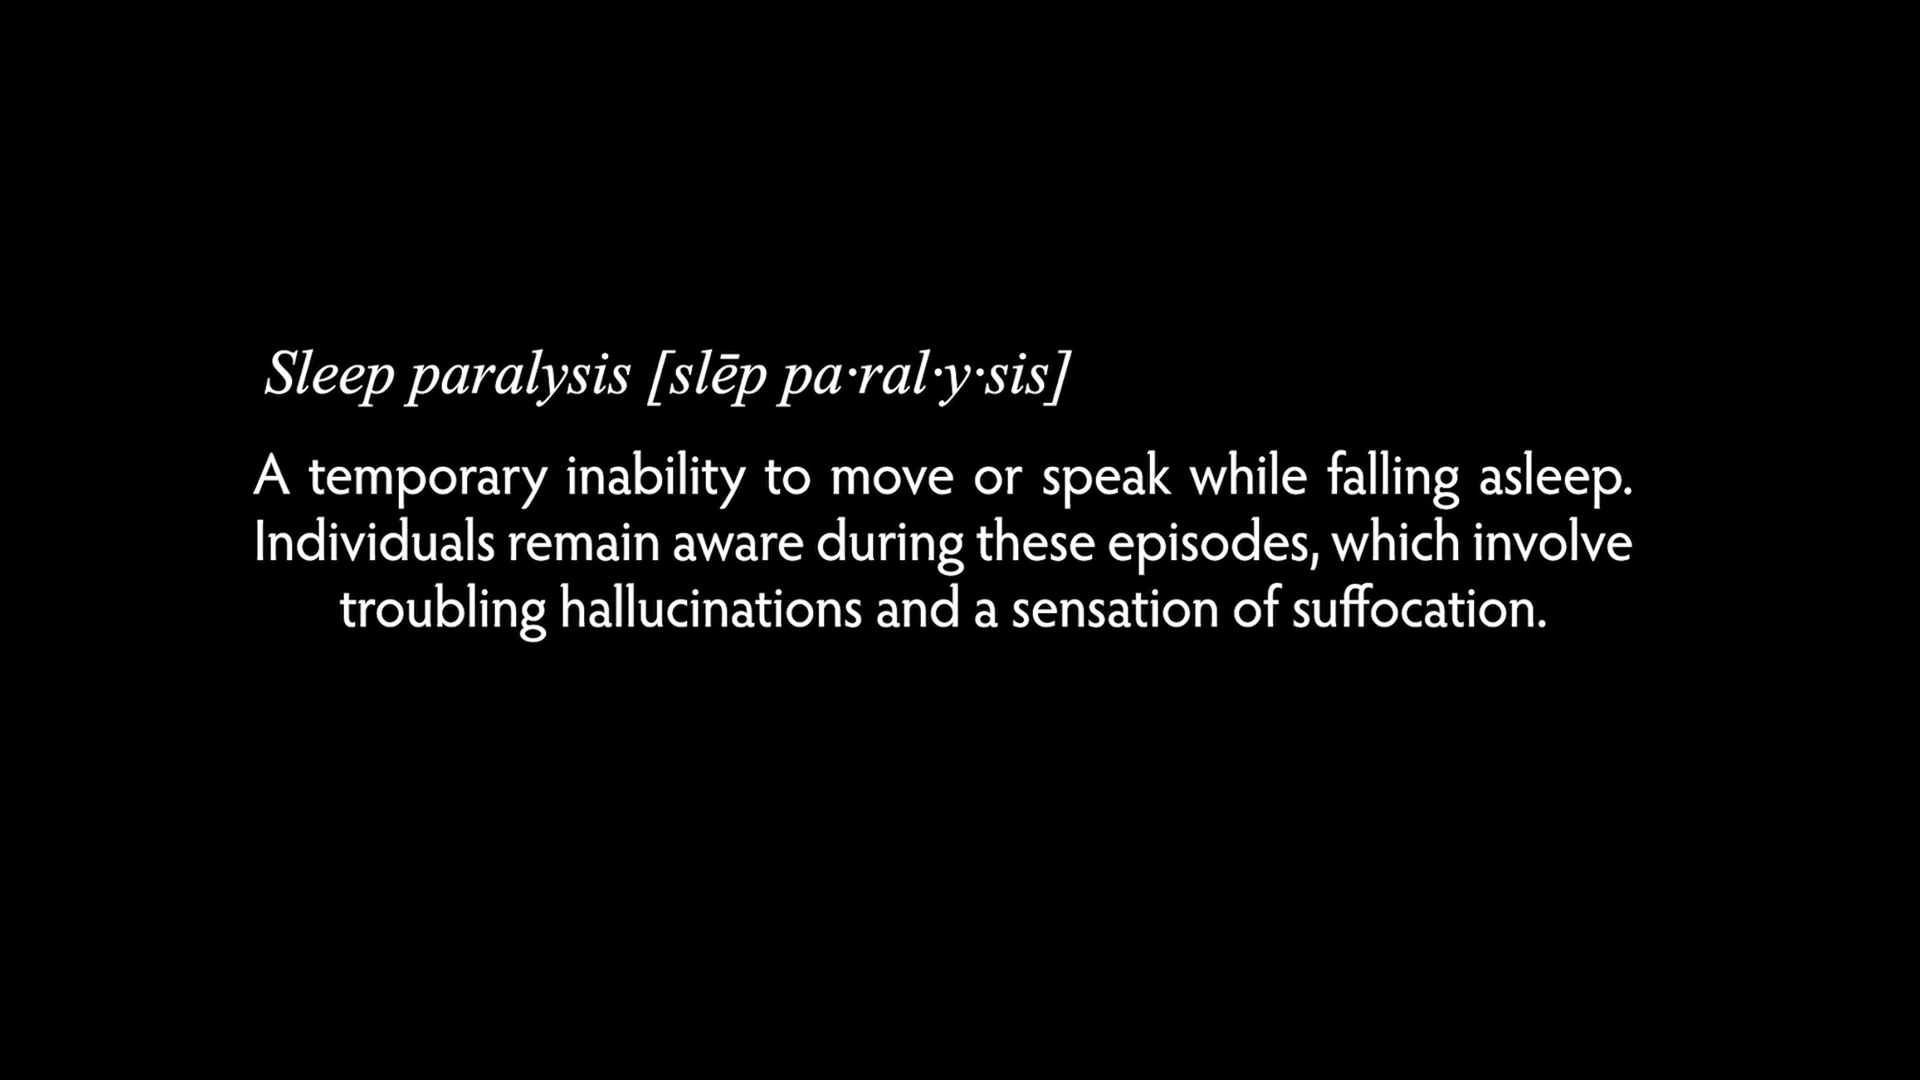 Sleep paralysis [slēp pa·ral·y·sis]
A temporary inability to move or speak while falling asleep.
Individuals remain aware during these episodes, which involve
troubling hallucinations and a sensation of suffocation.